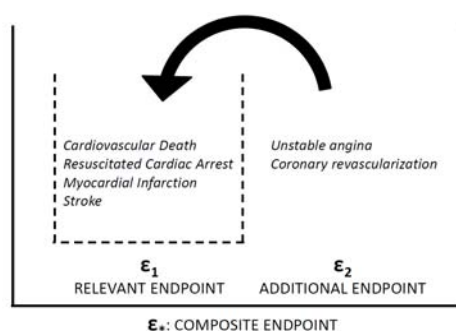 Cardiovascular Death
Resuscitated Cardiac Arrest
Myocardial Infarction
Stroke
Unstable angina
Coronary revascularization
ε1
RELEVANT ENDPOINT
ε2
ADDITIONAL ENDPOINT
ε*: COMPOSITE ENDPOINT